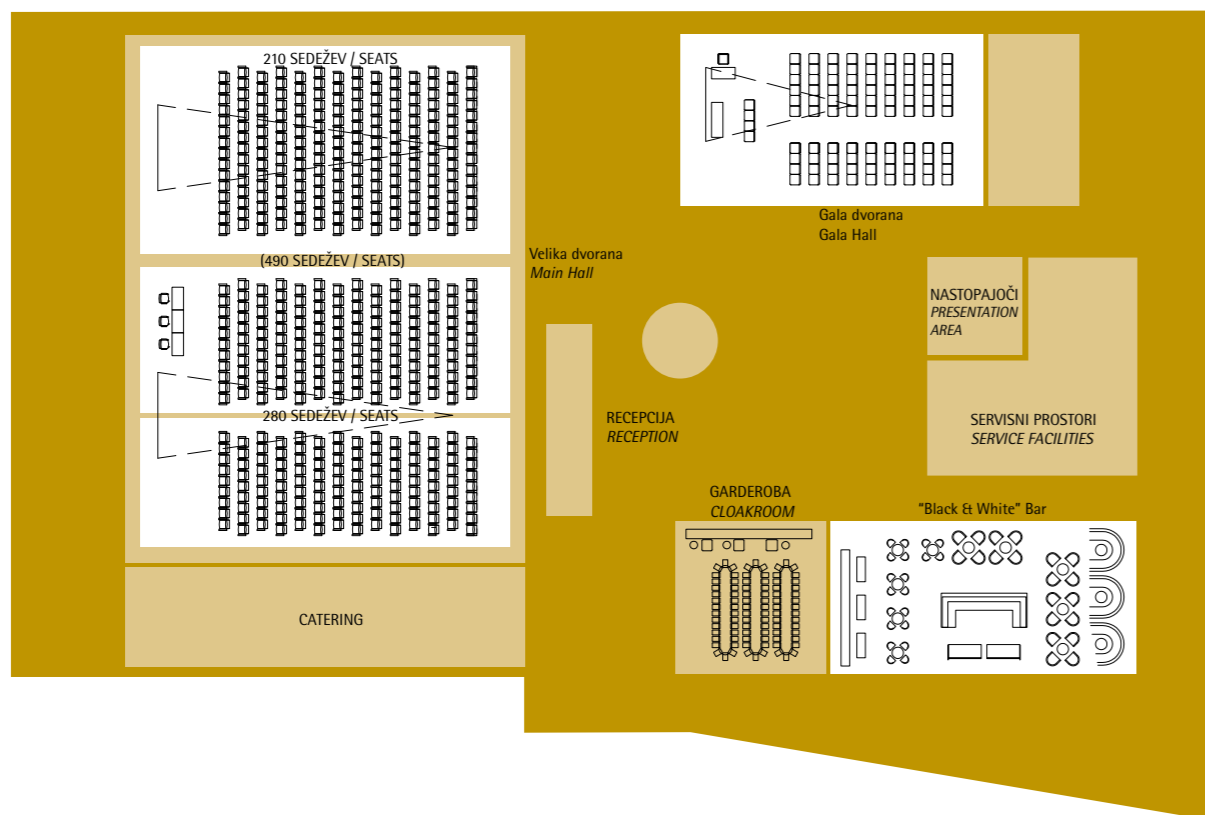 210 SEDEŽEV / SEATS
(490 SEDEŽEV / SEATS)
280 SEDEŽEV / SEATS
CATERING
Velika dvorana
Main Hall
RECEPCIJA
RECEPTION
Gala dvorana
Gala Hall
NASTOPAJOČI
PRESENTATION
AREA
SERVISNI PROSTORI
SERVICE FACILITIES
GARDEROBA
CLOAKROOM
"Black & White" Bar